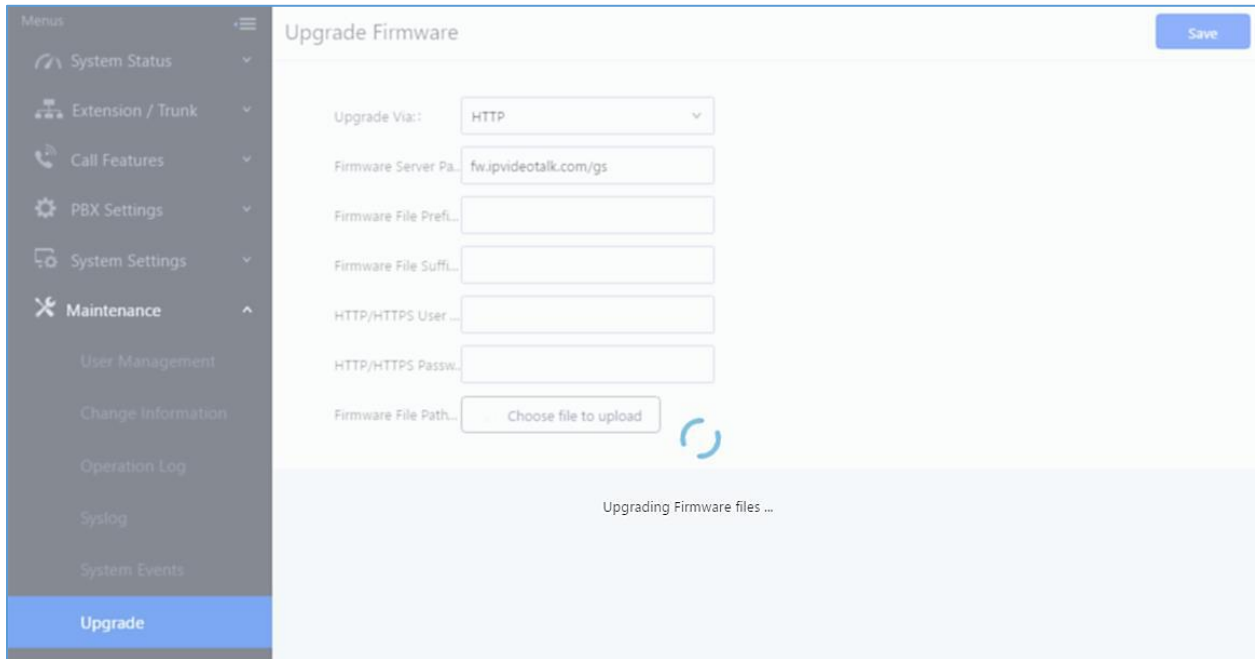 Menus
System Status
Extension / Trunk
Call Features
PBX Settings
System Settings
Maintenance
User Management
Change Information
Operation Log
Syslog
System Events
Upgrade
Upgrade Firmware
Save
Upgrade Via::
HTTP
Firmware Server Pa..
fw.ipvideotalk.com/gs
Firmware File Prefi...
Firmware File Suffi...
HTTP/HTTPS User ...
HTTP/HTTPS Passw..
Firmware File Path...
Choose file to upload
Upgrading Firmware files ...